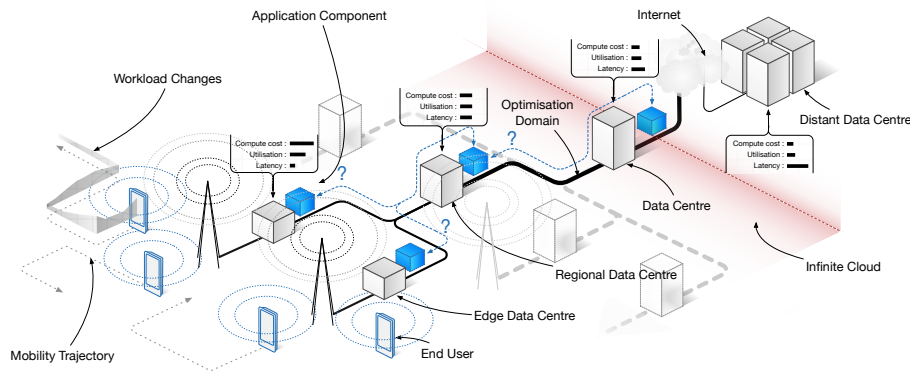 Application Component
Internet
Workload Changes
Compute cost :
Utilisation :
Latency :
Compute cost :
Utilisation :
Latency :
Optimisation
Domain
Distant Data Centre
Compute cost :
Utilisation :
Latency :
?
?
Compute cost :
Utilisation :
Latency :
Data Centre
?
Infinite Cloud
Regional Data Centre
Edge Data Centre
Mobility Trajectory
End User